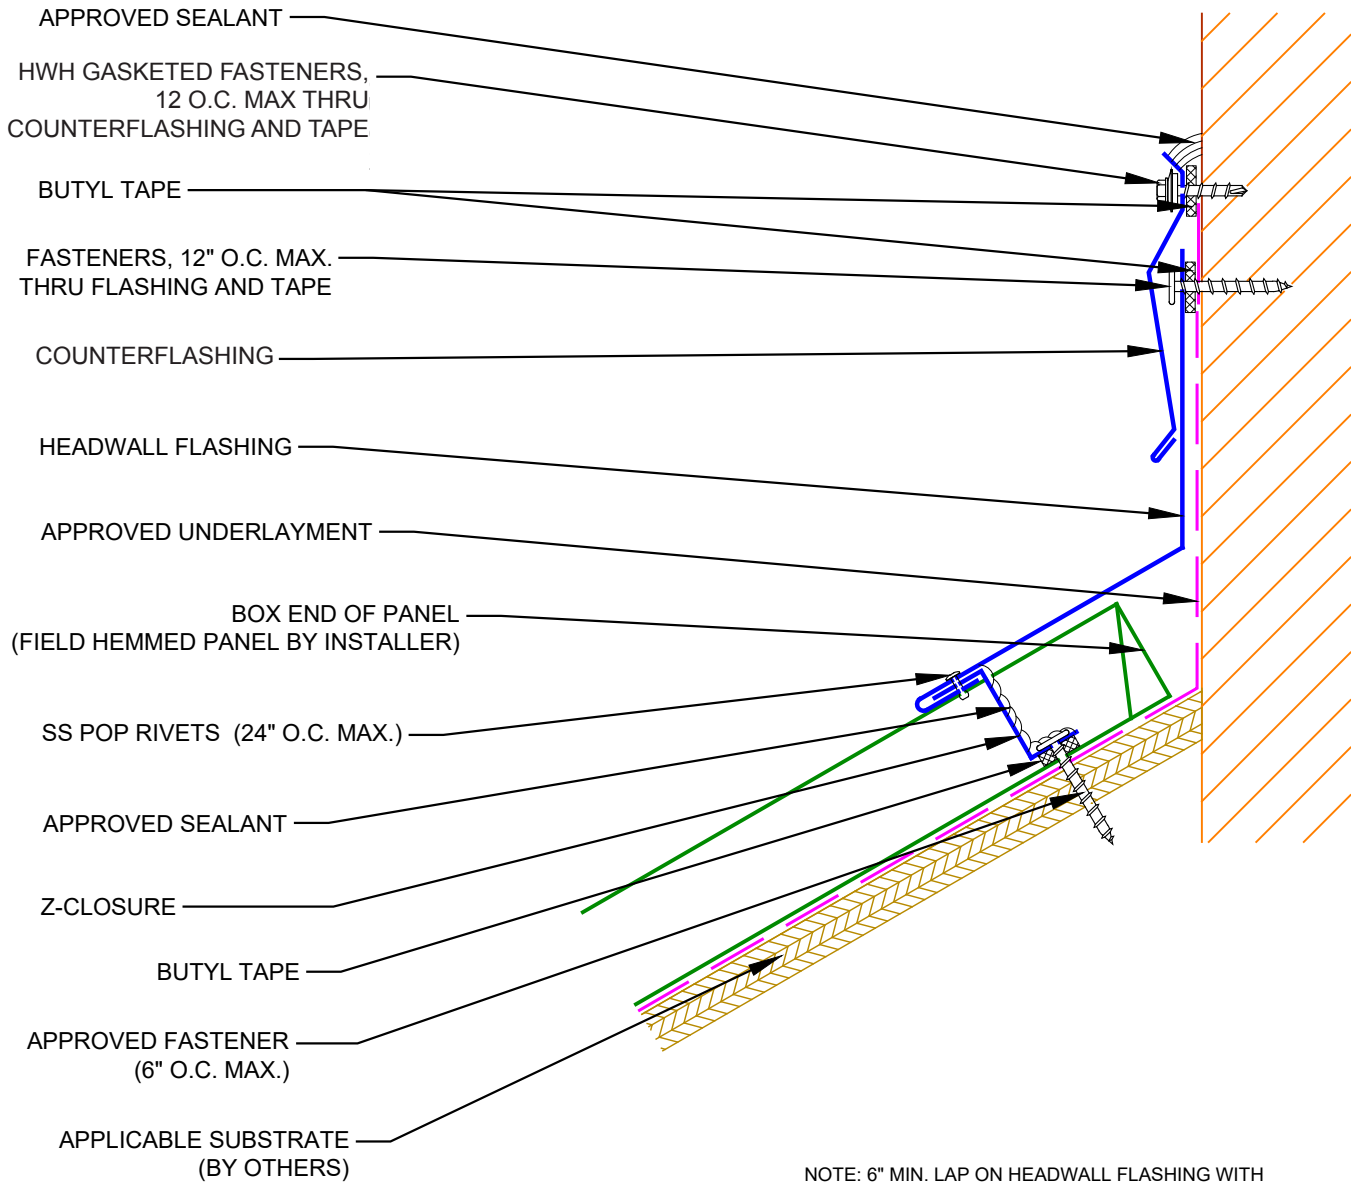 APPROVED SEALANT
HWH GASKETED FASTENERS,
12 O.C. MAX THRU
COUNTERFLASHING AND TAPE
BUTYL TAPE
FASTENERS, 12" O.C. MAX.
THRU FLASHING AND TAPE
COUNTERFLASHING
HEADWALL FLASHING
APPROVED UNDERLAYMENT
BOX END OF PANEL
(FIELD HEMMED PANEL BY INSTALLER)
SS POP RIVETS (24" O.C. MAX.)
APPROVED SEALANT
Z-CLOSURE
BUTYL TAPE
APPROVED FASTENER
(6" O.C. MAX.)
APPLICABLE SUBSTRATE
(BY OTHERS)
NOTE: 6" MIN. LAP ON HEADWALL FLASHING WITH